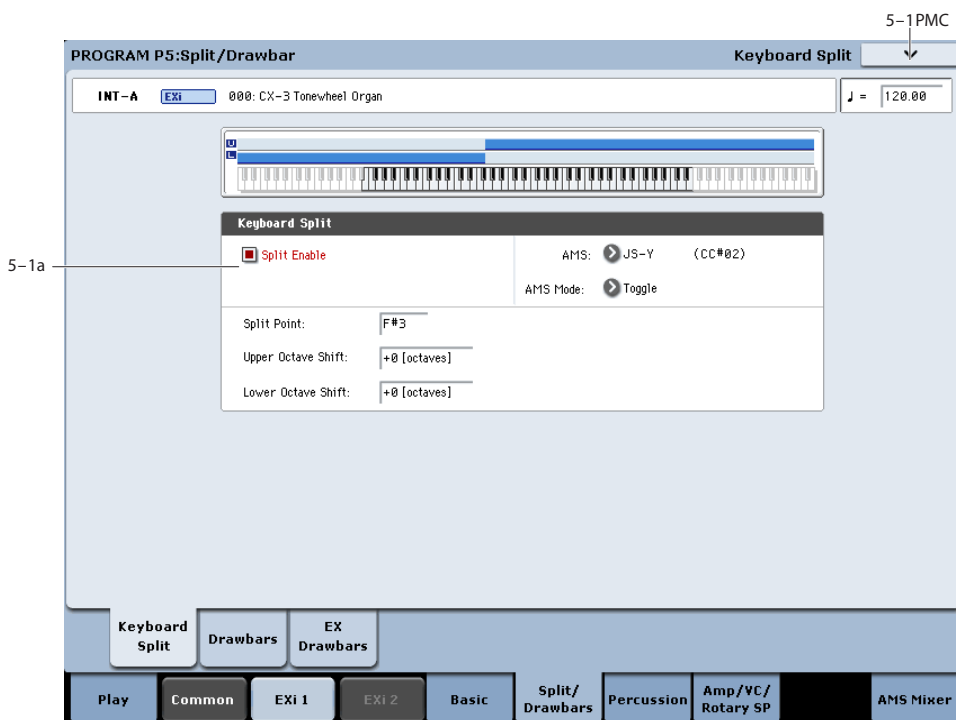 5–1PMC
PROGRAM P5:Split/Drawbar
Keyboard Split
INT-A
EXi
000: CX-3 Tonewheel Organ
♩ = 120.00
U
L
Keyboard Split
5–1a
Split Enable
AMS: JS-Y (CC#02)
AMS Mode: Toggle
Split Point: F#3
Upper Octave Shift: +0 [octaves]
Lower Octave Shift: +0 [octaves]
Keyboard
Split
Drawbars
EX
Drawbars
Play
Common
EXi 1
EXi 2
Basic
Split/
Drawbars
Percussion
Amp/VC/
Rotary SP
AMS Mixer